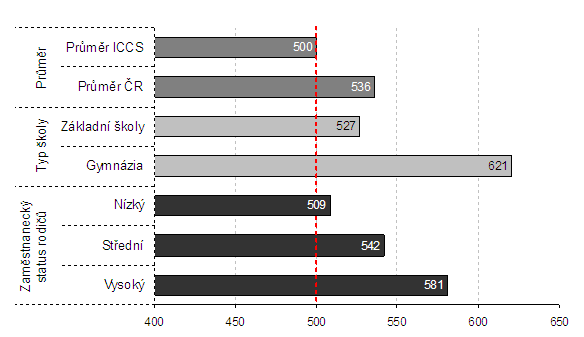 Průměr
Průměr ICCS
500
Průměr ČR
536
Typ školy
Základní školy
527
Gymnázia
621
Zaměstnanecký
status rodičů
Nízký
509
Střední
542
Vysoký
581
400 450 500 550 600 650